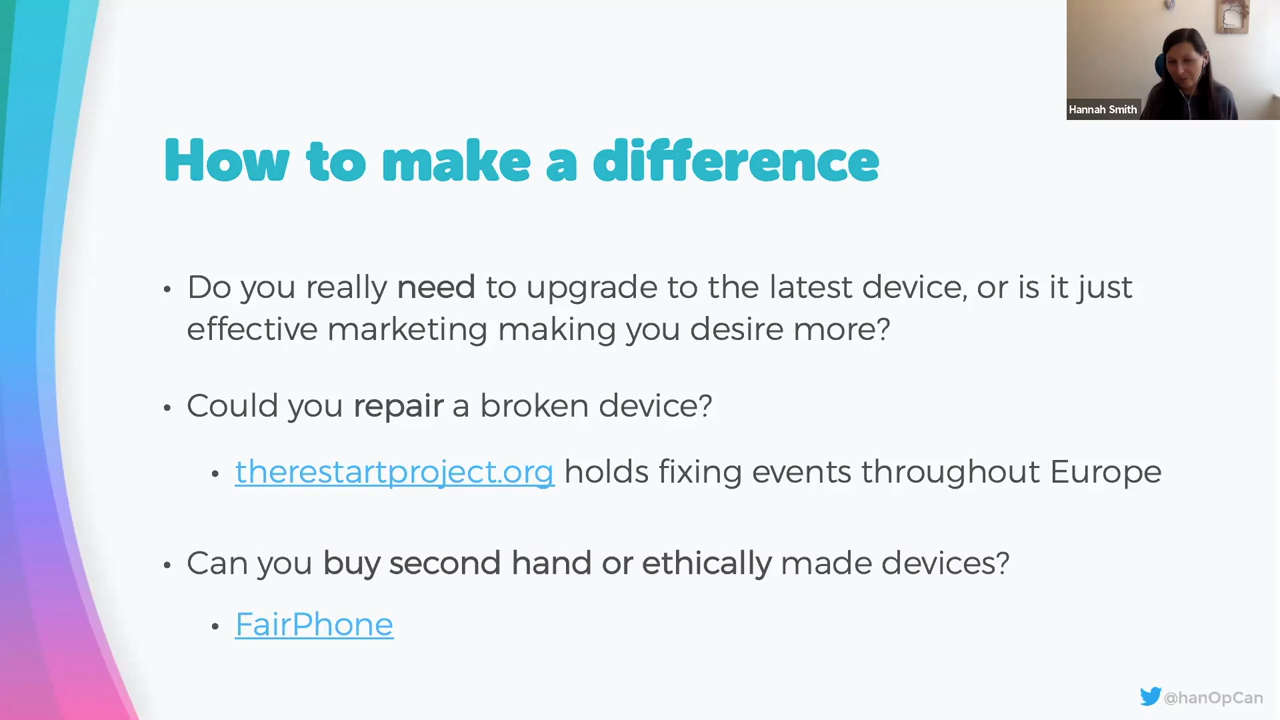 Hannah Smith
How to make a difference
• Do you really need to upgrade to the latest device, or is it just
effective marketing making you desire more?
• Could you repair a broken device?
• therestartproject.org holds fixing events throughout Europe
• Can you buy second hand or ethically made devices?
• FairPhone
@hanOpCan